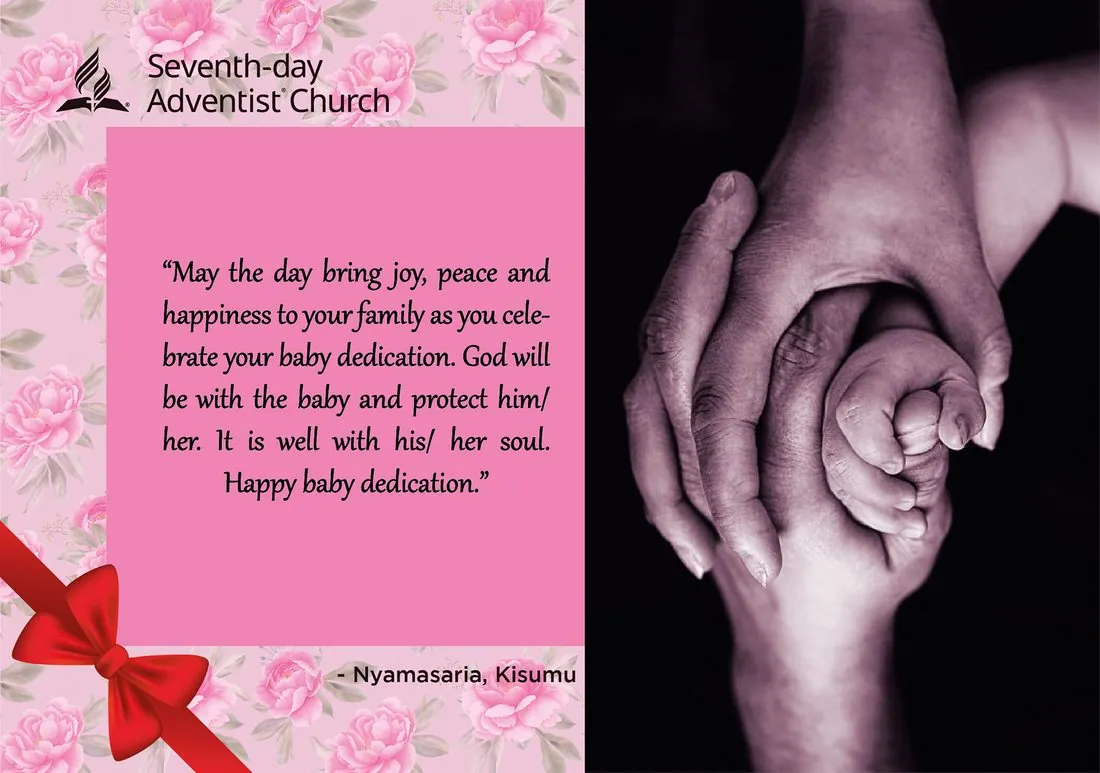 Seventh-day
Adventist® Church
“May the day bring joy, peace and
happiness to your family as you cele-
brate your baby dedication. God will
be with the baby and protect him/
her. It is well with his/ her soul.
Happy baby dedication.”
- Nyamasaria, Kisumu